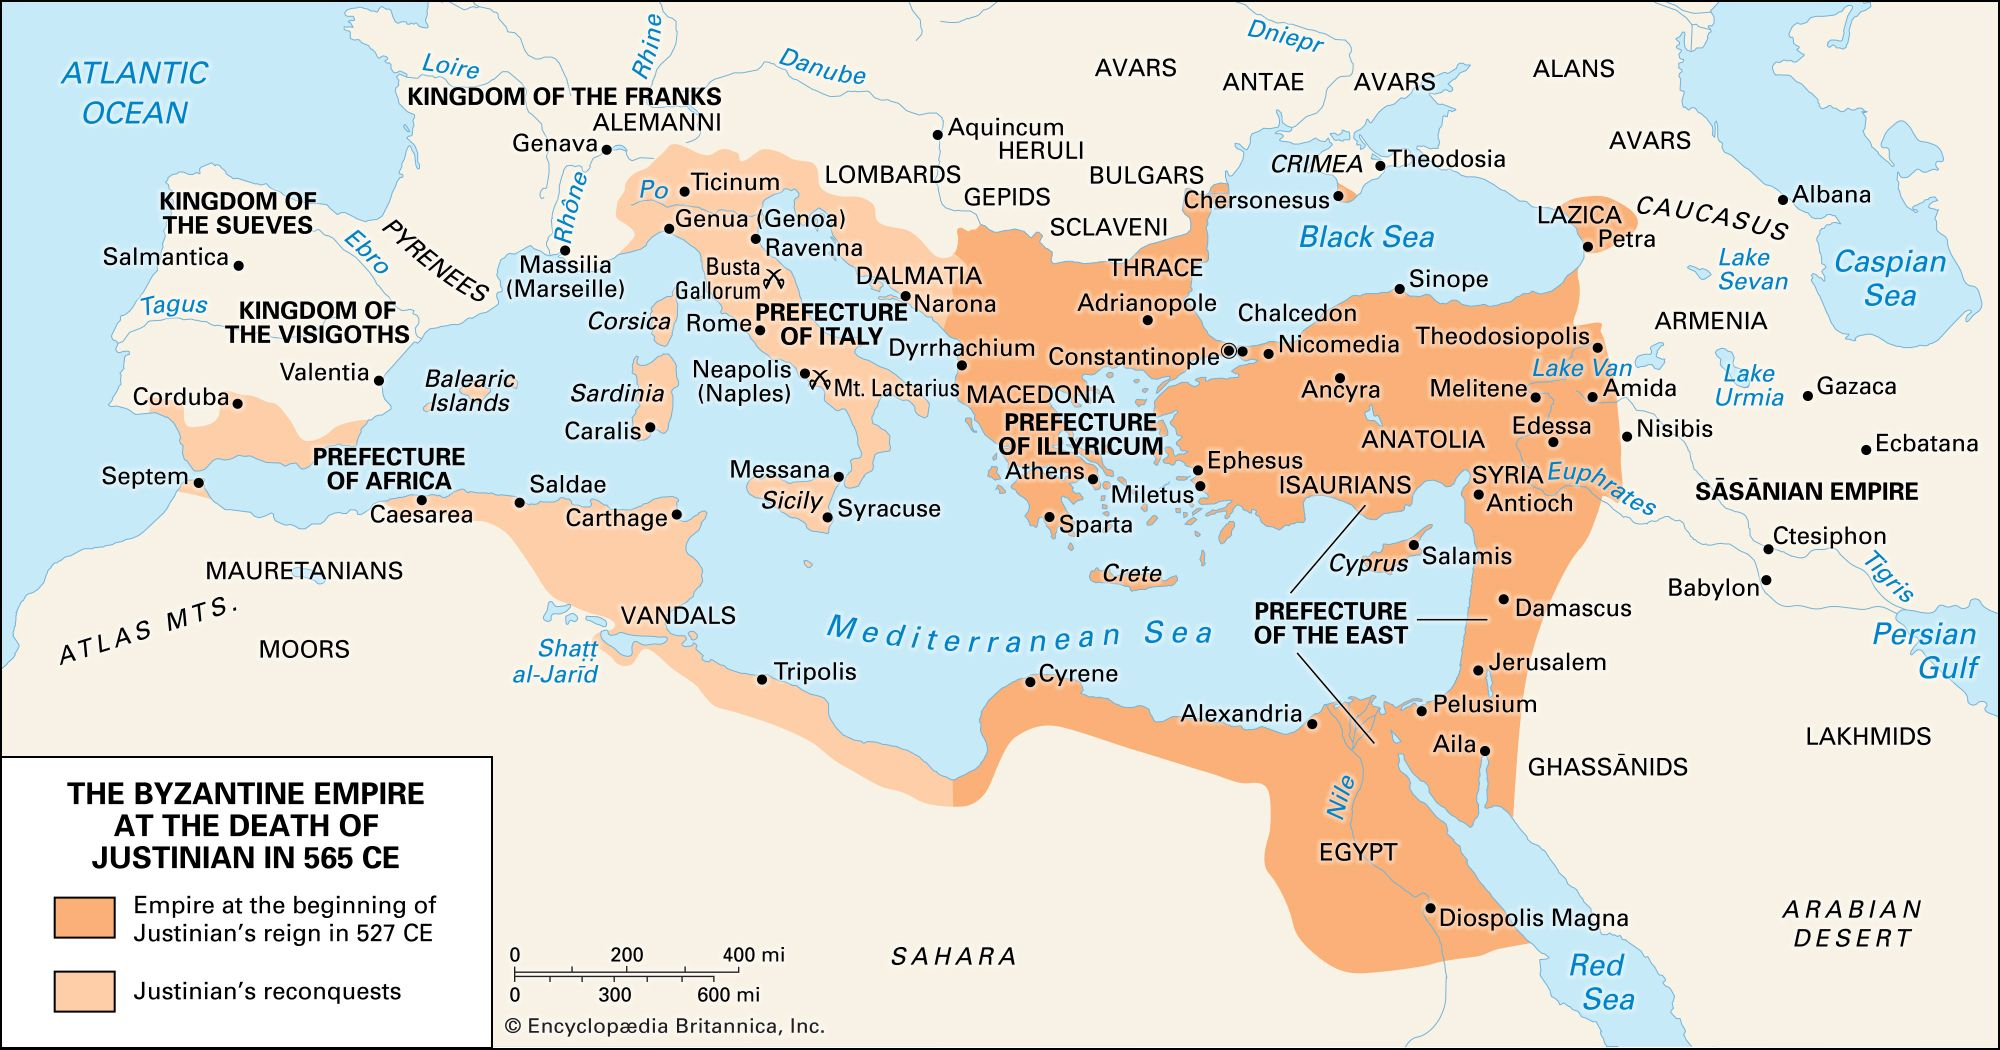 ATLANTIC
OCEAN
Loire
Rhine
Danube
Dniepr
AVARS
ANTAE
AVARS
ALANS
KINGDOM OF THE FRANKS
ALEMANNI
Genava
Aquincum
HERULI
AVARS
CRIMEA
Theodosia
LOMBARDS
BULGARS
GEPIDS
Chersonesus
Albana
KINGDOM OF
THE SUEVES
Salmantica
Ebro
PYRENEES
Rhône
Po
Ticinum
Genua (Genoa)
Ravenna
SCLAVENI
Black Sea
LAZICA
Petra
CAUCASUS
Lake
Sevan
Caspian
Sea
Massilia
(Marseille)
Busta
Gallorum
DALMATIA
Narona
THRACE
Adrianopole
Sinope
Tagus
KINGDOM OF
THE VISIGOTHS
Corsica
Rome
PREFECTURE
OF ITALY
Chalcedon
Constantinople
Nicomedia
Theodosiopolis
ARMENIA
Valentia
Balearic
Islands
Sardinia
Neapolis
(Naples)
Mt. Lactarius
Dyrrhachium
MACEDONIA
Ancyra
Lake Van
Melitene
Amida
Lake
Urmia
Gazaca
Corduba
Caralis
PREFECTURE
OF ILLYRICUM
ANATOLIA
Edessa
Nisibis
Ecbatana
Septem
PREFECTURE
OF AFRICA
Caesarea
Saldae
Carthage
Messana
Sicily
Syracuse
Athens
Sparta
Ephesus
Miletus
ISAURIANS
SYRIA
Antioch
Euphrates
SĀSĀNIAN EMPIRE
Ctesiphon
Babylon
Tigris
MAURETANIANS
ATLAS MTS.
MOORS
VANDALS
Shaṭṭ
al-Jarīd
Crete
Cyprus
Salamis
Mediterranean Sea
PREFECTURE
OF THE EAST
Damascus
Jerusalem
Persian
Gulf
Tripolis
Cyrene
Alexandria
Pelusium
Aila
GHASSĀNIDS
LAKHMIDS
Nile
EGYPT
Diospolis Magna
Red
Sea
ARABIAN
DESERT
SAHARA
THE BYZANTINE EMPIRE
AT THE DEATH OF
JUSTINIAN IN 565 CE
Empire at the beginning of
Justinian's reign in 527 CE
Justinian's reconquests
0 200 400 mi
0 300 600 mi
© Encyclopædia Britannica, Inc.